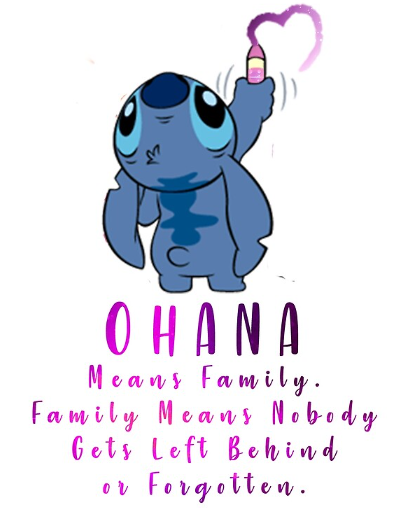 OHANA
Means Family.
Family Means Nobody
Gets Left Behind
or Forgotten.